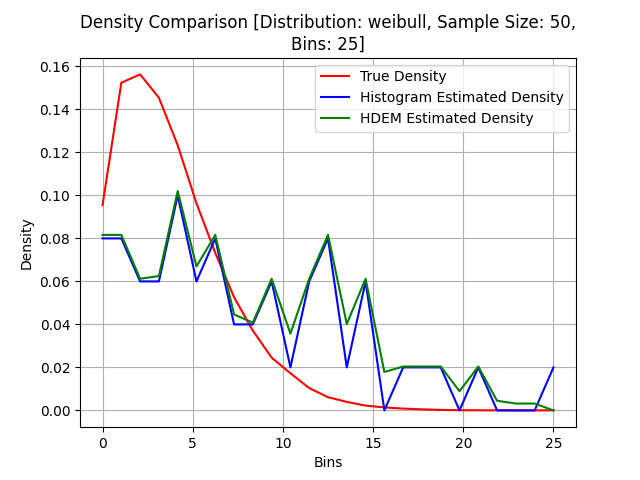 Density Comparison [Distribution: weibull, Sample Size: 50,
Bins: 25]
True Density
Histogram Estimated Density
HDEM Estimated Density
Density
0.16
0.14
0.12
0.10
0.08
0.06
0.04
0.02
0.00
0 5 10 15 20 25
Bins